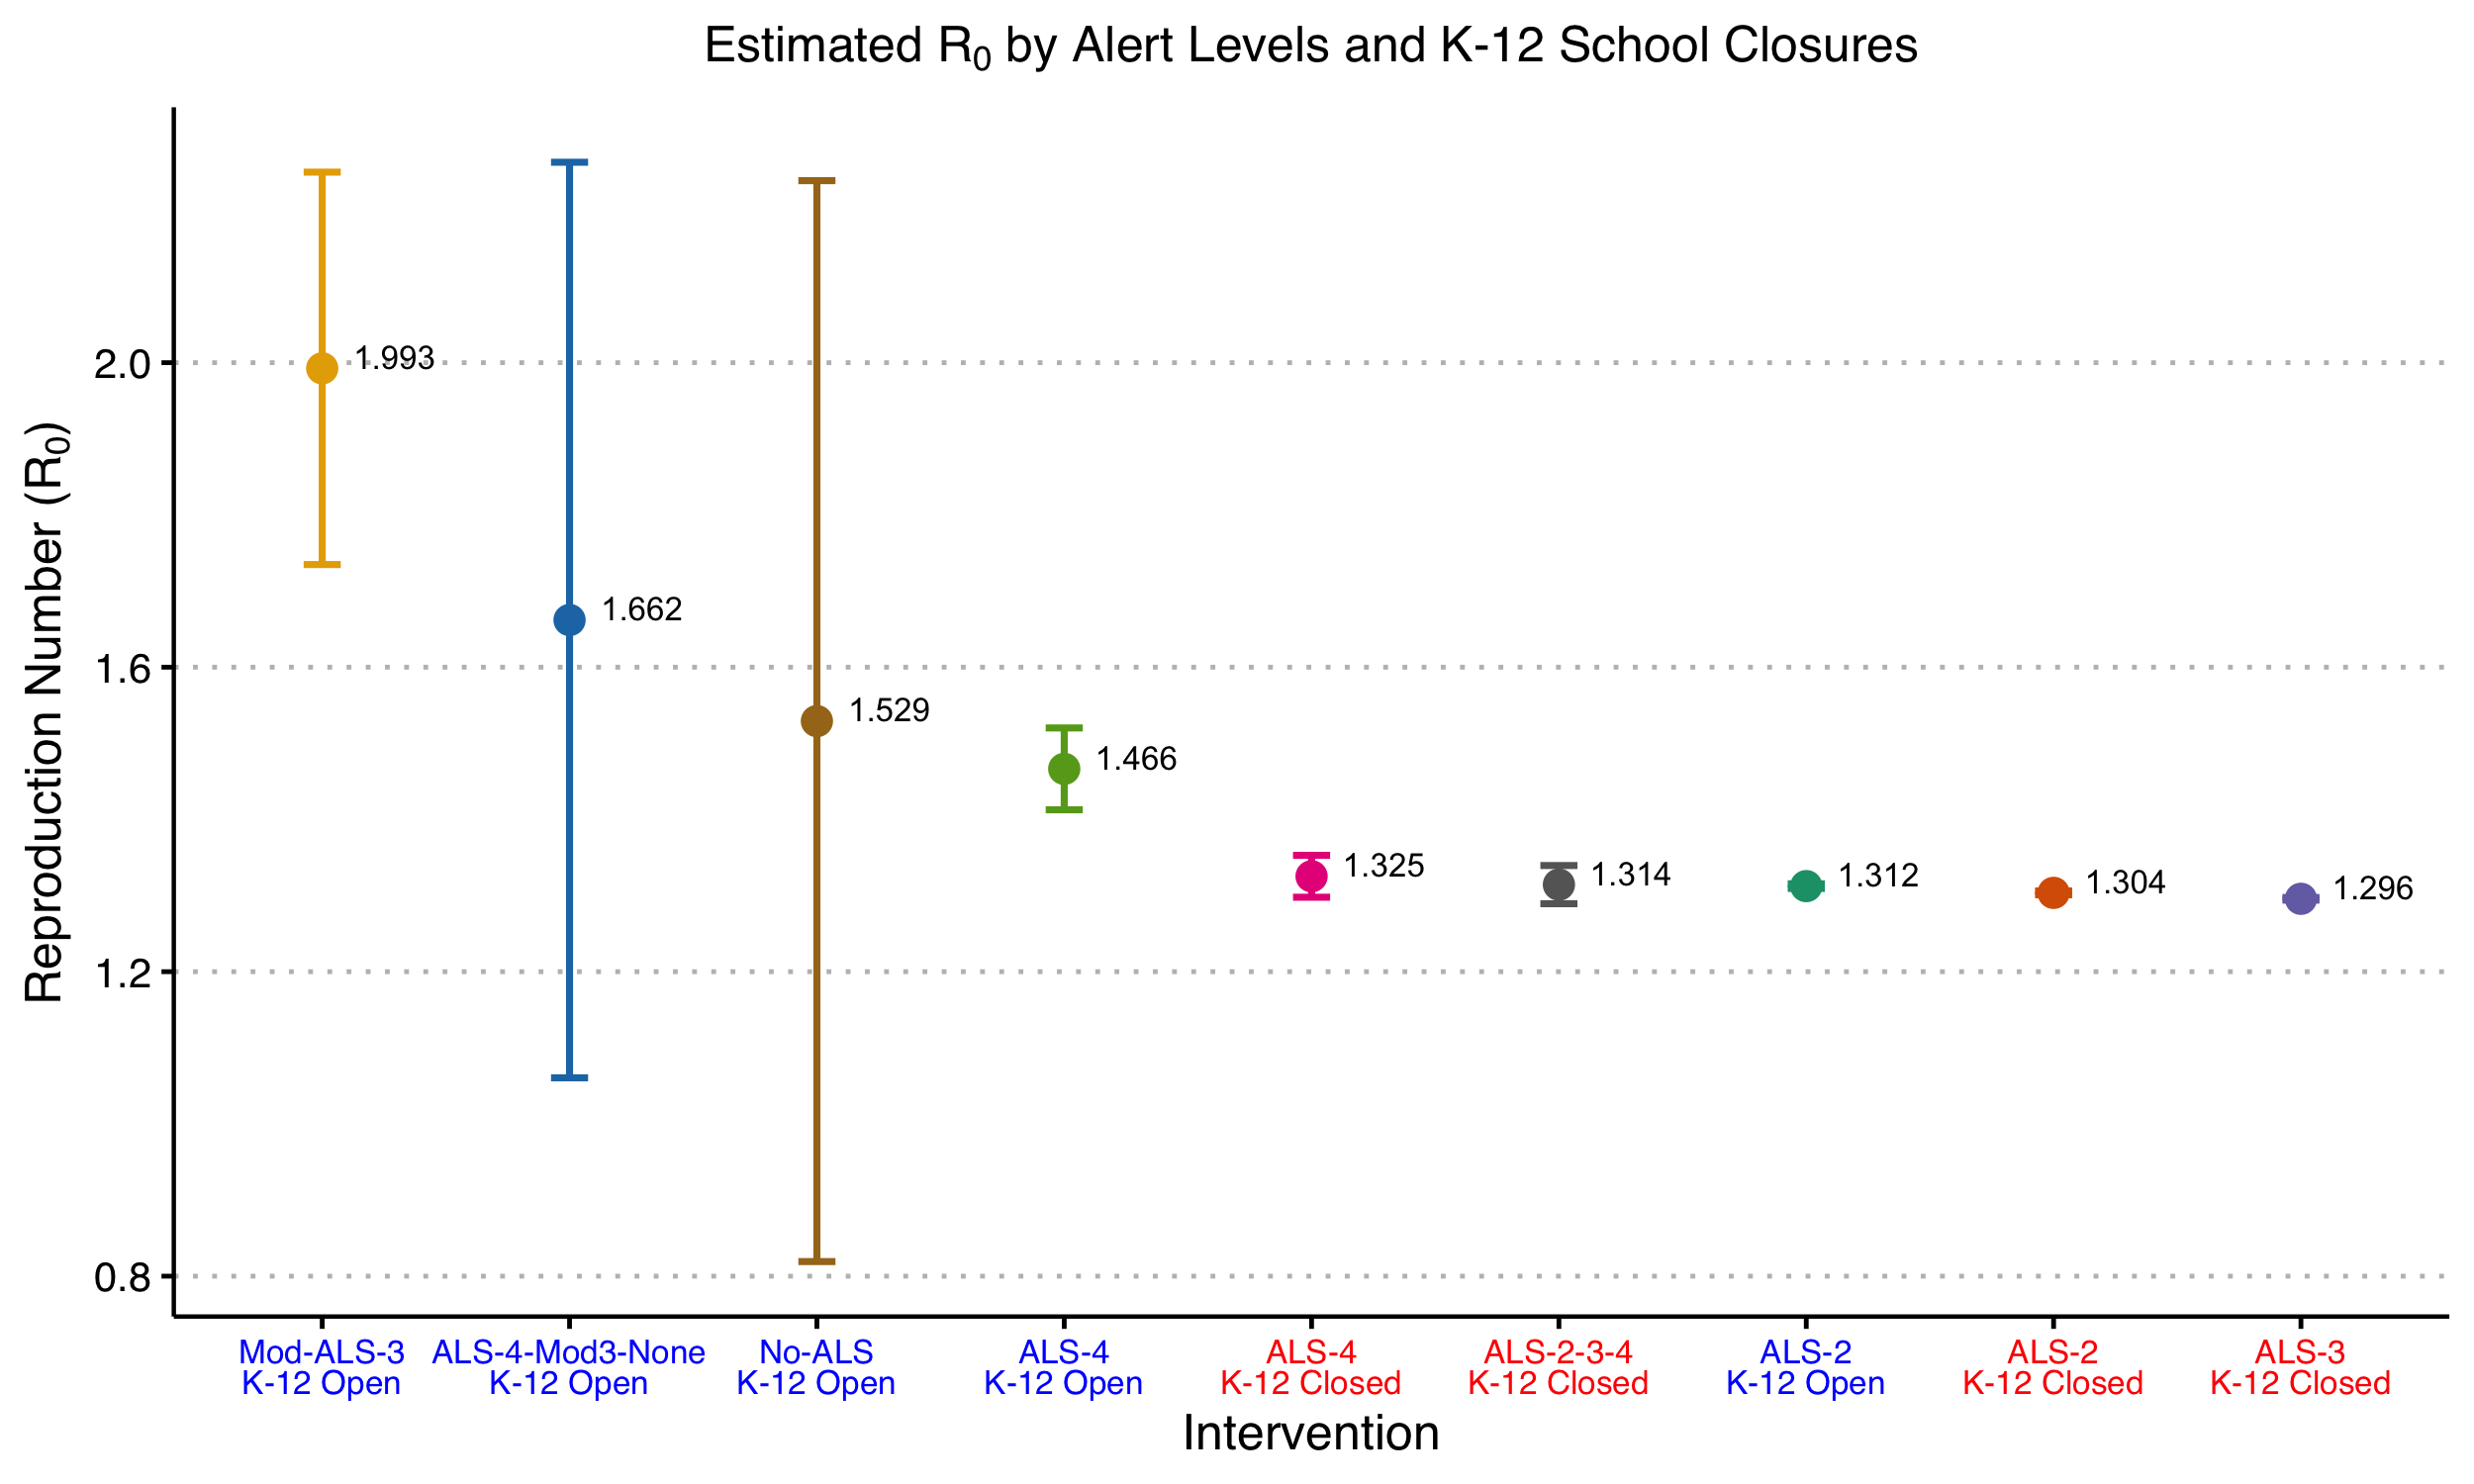 Estimated R0 by Alert Levels and K-12 School Closures
Reproduction Number (R0)
2.0
1.6
1.2
0.8
1.993
1.662
1.529
1.466
1.325
1.314
1.312
1.304
1.296
Mod-ALS-3
K-12 Open
ALS-4-Mod3-None
K-12 Open
No-ALS
K-12 Open
ALS-4
K-12 Open
ALS-4
K-12 Closed
ALS-2-3-4
K-12 Closed
ALS-2
K-12 Open
ALS-2
K-12 Closed
ALS-3
K-12 Closed
Intervention